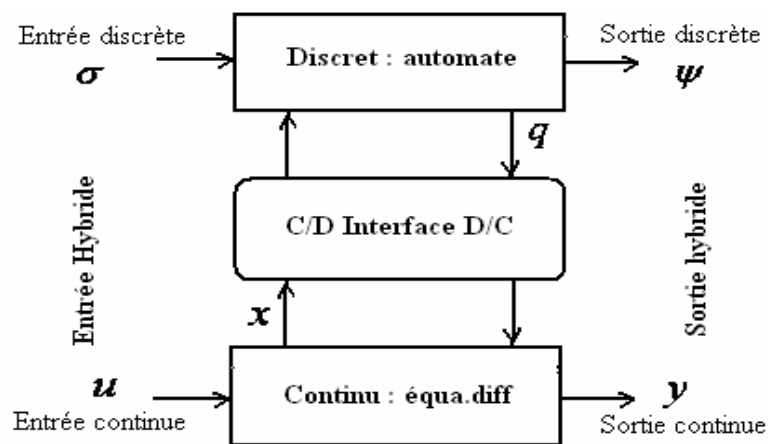 Entrée discrète
σ
Discret : automate
Sortie discrète
ψ
q
Entrée Hybride
C/D Interface D/C
Sortie hybride
x
u
Entrée continue
Continu : équa.diff
y
Sortie continue